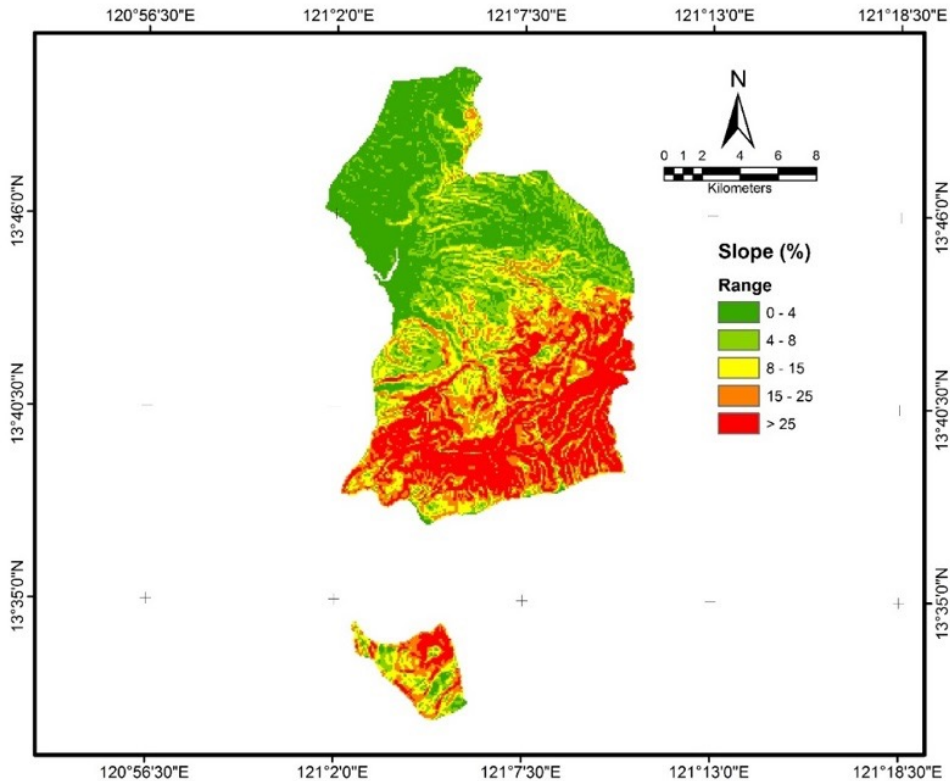 120°56'30"E 121°2'0"E 121°7'30"E 121°13'0"E 121°18'30"E
N
0 1 2 4 6 8
Kilometers
13°46'0"N 13°46'0"N
Slope (%)
Range
0 - 4
4 - 8
8 - 15
15 - 25
> 25
13°40'30"N 13°40'30"N
13°35'0"N 13°35'0"N
120°56'30"E 121°2'0"E 121°7'30"E 121°13'0"E 121°18'30"E